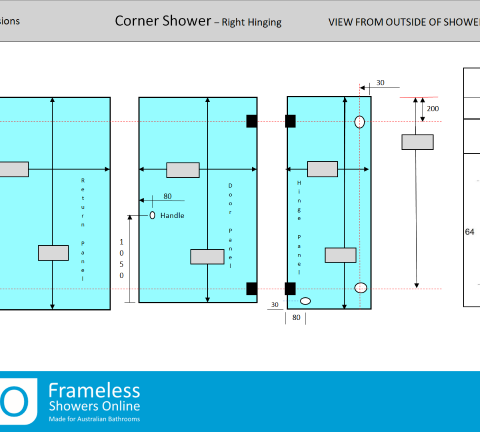 sions
Corner Shower – Right Hinging
VIEW FROM OUTSIDE OF SHOWE
30
200
Return Panel
Door Panel
Hinge Panel
80
Handle
1050
64
30
80
O
Frameless
Showers Online
Made for Australian Bathrooms